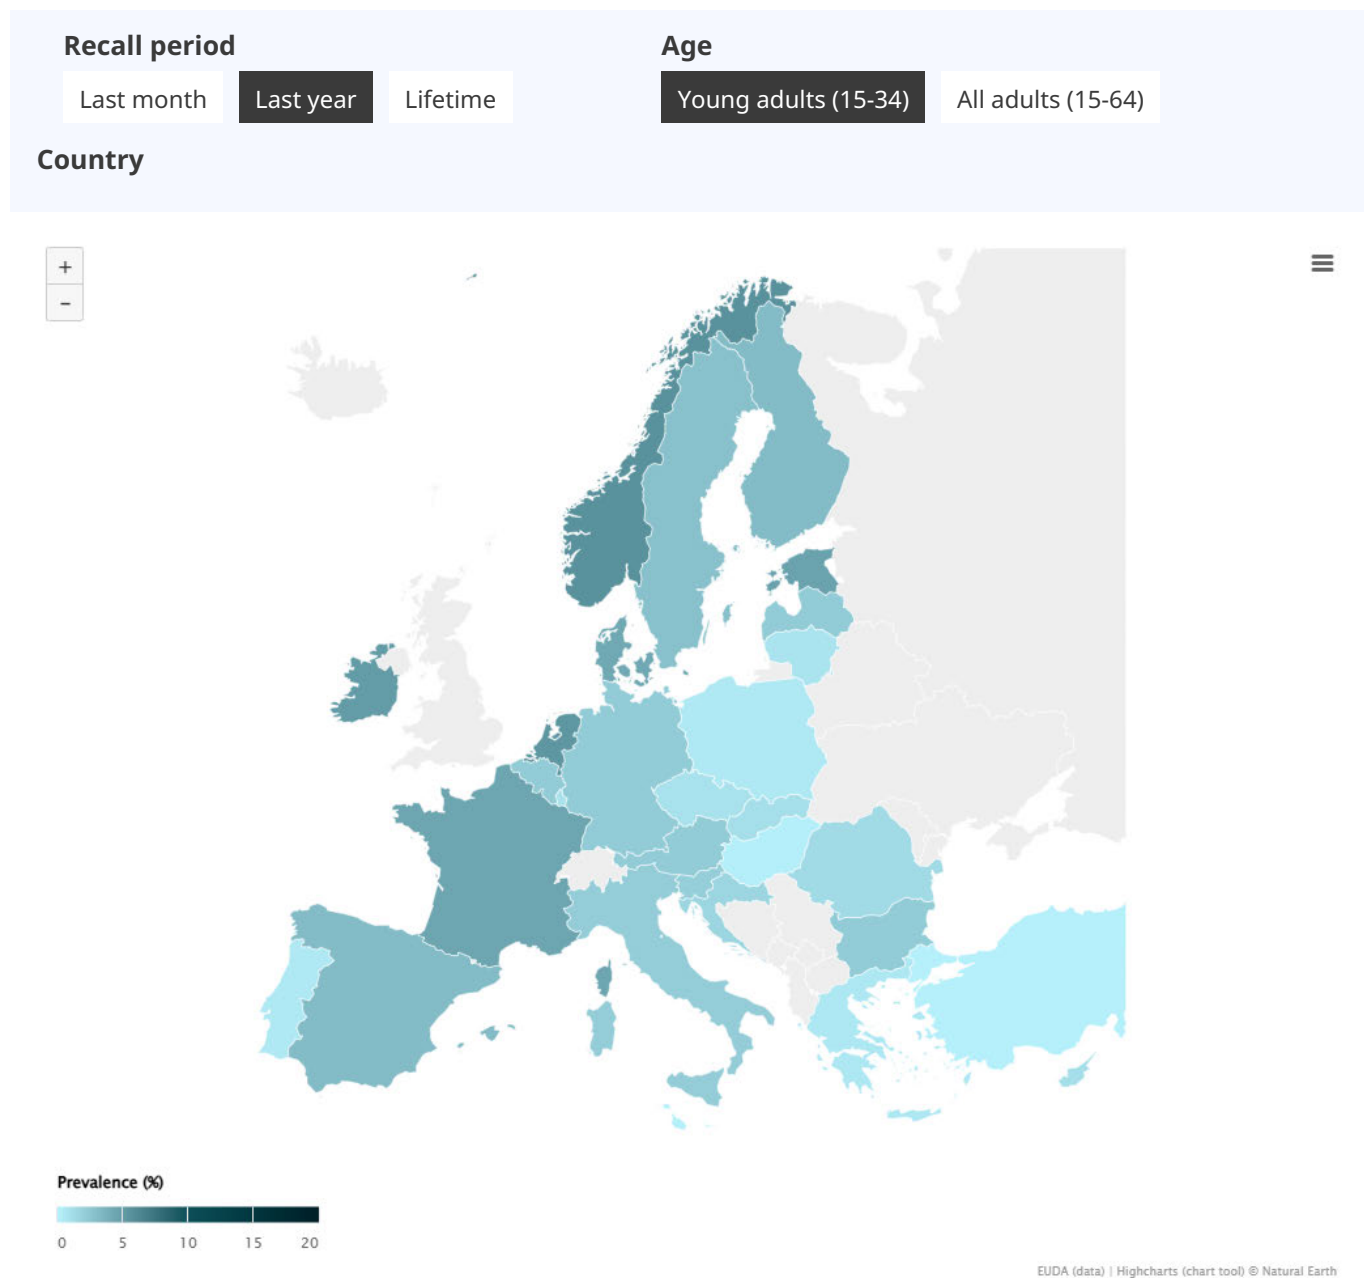 Recall period
Age
Last month
Last year
Lifetime
Young adults (15-34)
All adults (15-64)
Country
+
−
Prevalence (%)
0 5 10 15 20
EUDA (data) | Highcharts (chart tool) © Natural Earth